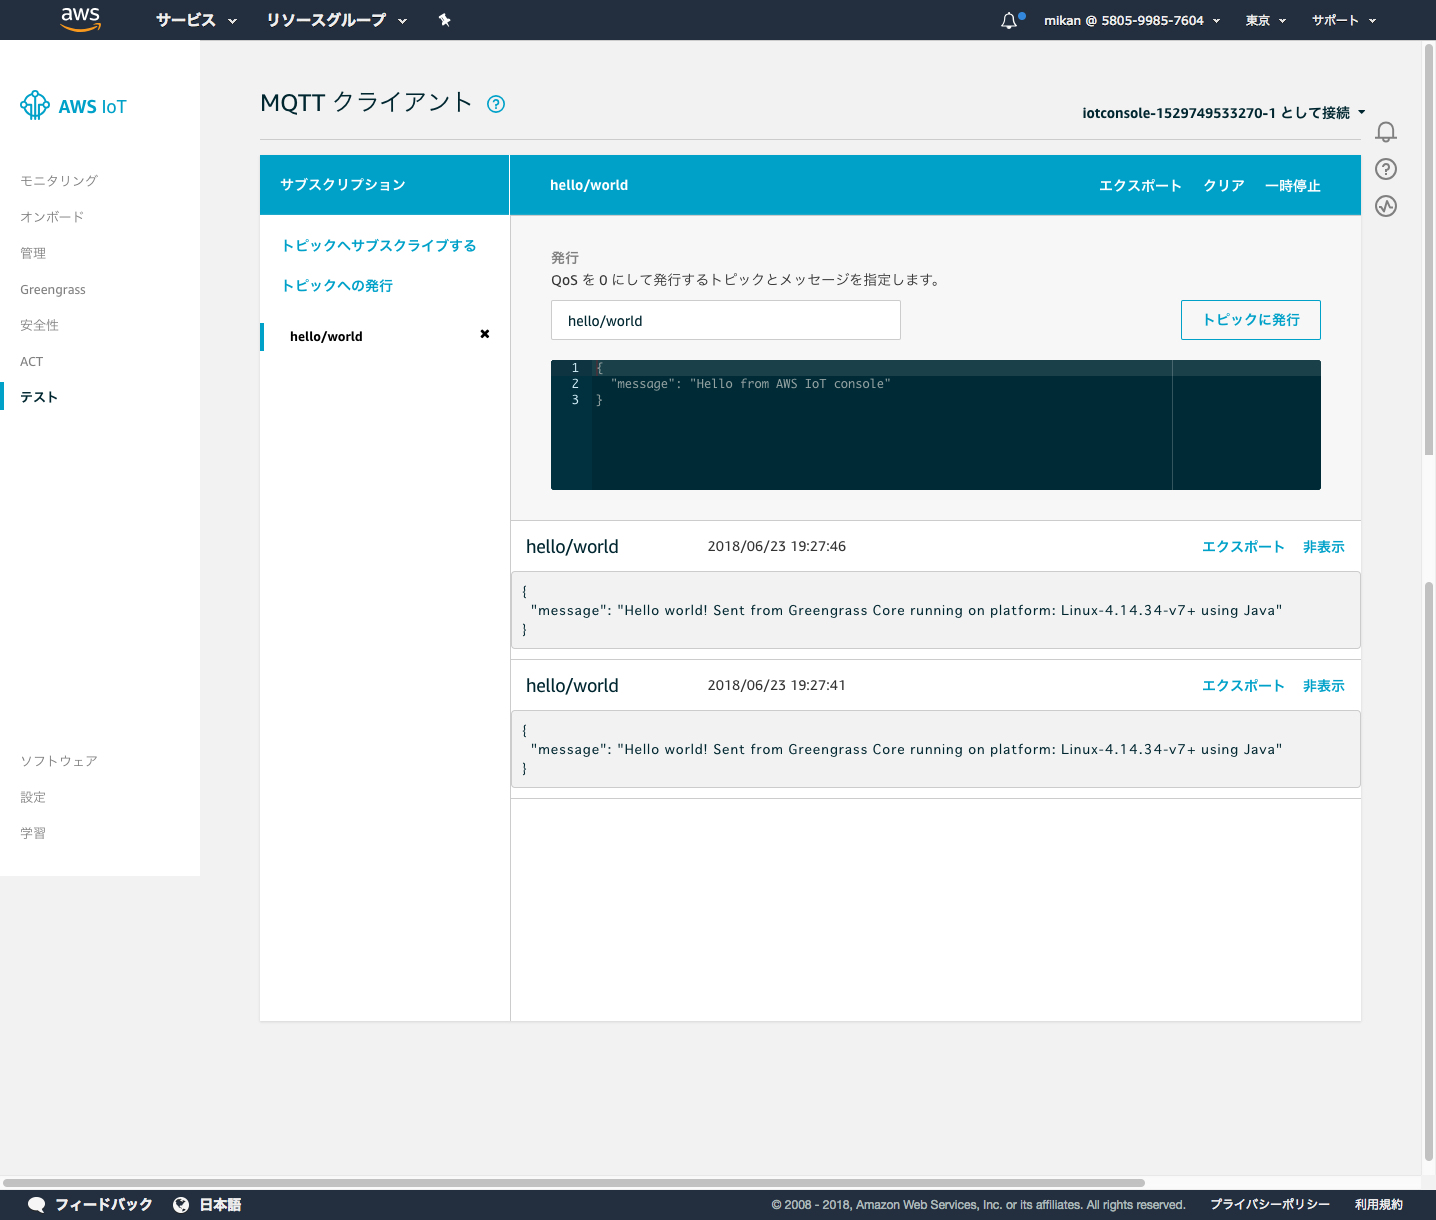 aws
サービス
リソースグループ
mikan @ 5805-9985-7604
東京
サポート
AWS IoT
モニタリング
オンボード
管理
Greengrass
安全性
ACT
テスト
ソフトウェア
設定
学習
MQTT クライアント
iotconsole-1529749533270-1 として接続
サブスクリプション
トピックへサブスクライブする
トピックへの発行
hello/world
hello/world
エクスポート クリア 一時停止
発行
QoS を 0 にして発行するトピックとメッセージを指定します。
hello/world
トピックに発行
1 {
2 "message": "Hello from AWS IoT console"
3 }
hello/world 2018/06/23 19:27:46 エクスポート 非表示
{
"message": "Hello world! Sent from Greengrass Core running on platform: Linux-4.14.34-v7+ using Java"
}
hello/world 2018/06/23 19:27:41 エクスポート 非表示
{
"message": "Hello world! Sent from Greengrass Core running on platform: Linux-4.14.34-v7+ using Java"
}
フィードバック
日本語
© 2008 - 2018, Amazon Web Services, Inc. or its affiliates. All rights reserved.
プライバシーポリシー
利用規約